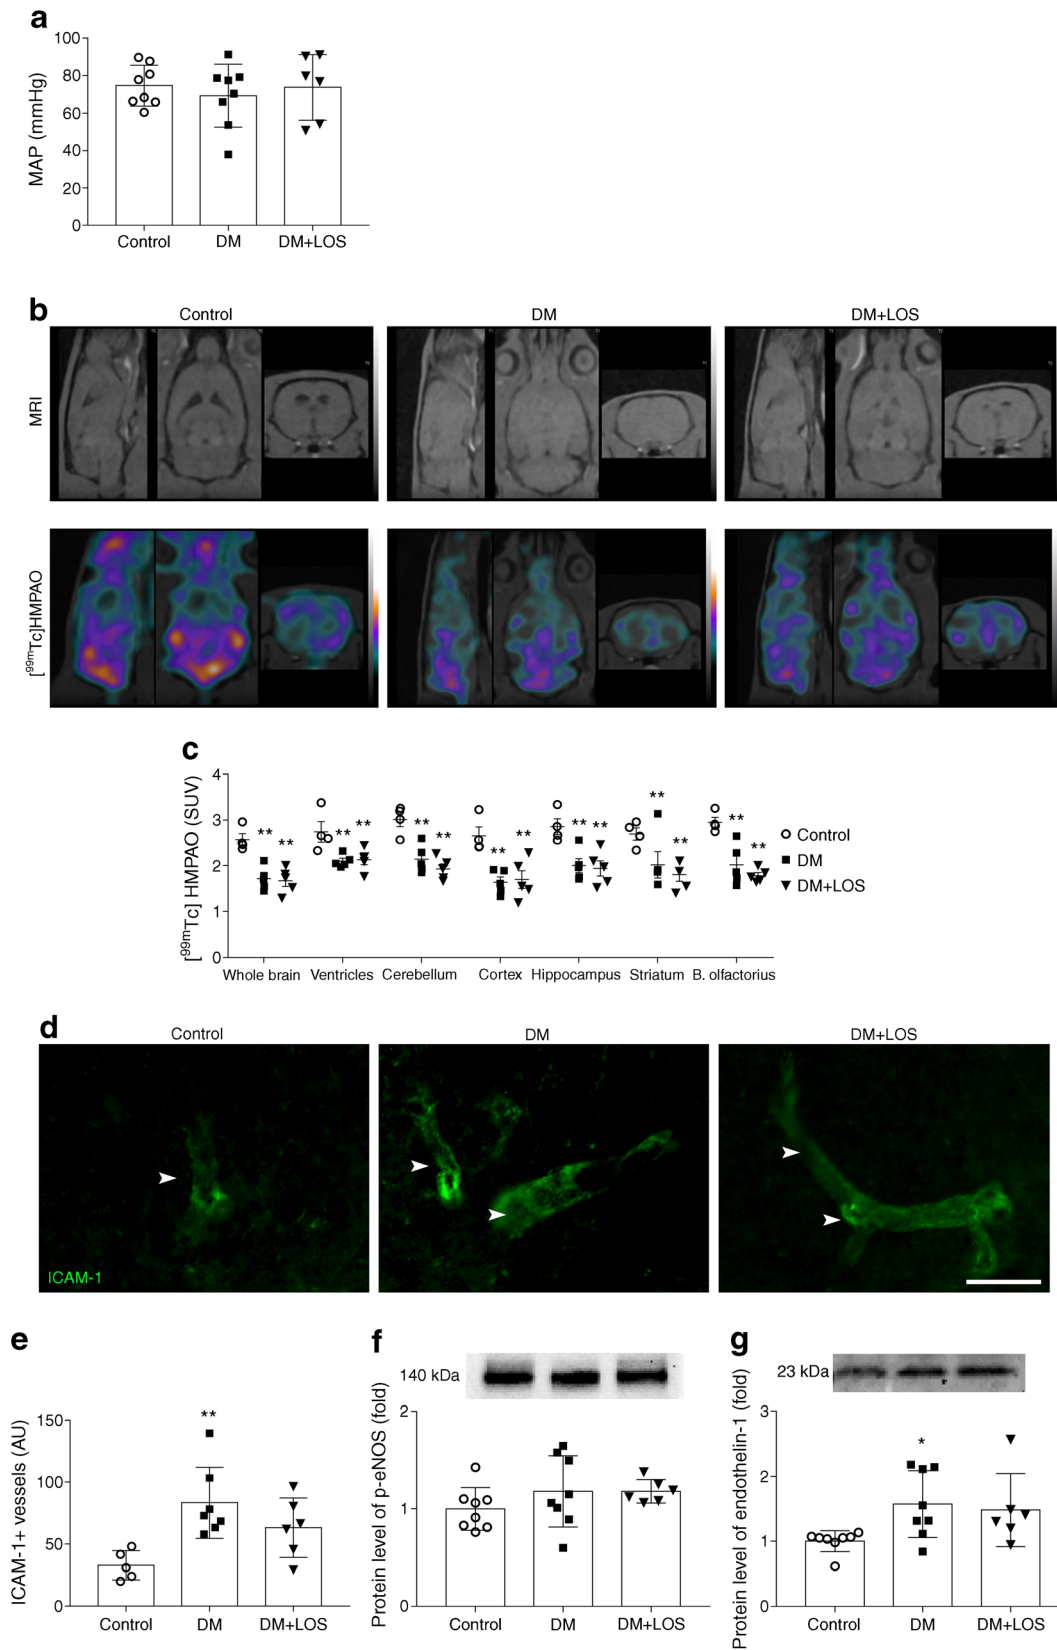 a
MAP (mmHg)
100
80
60
40
20
0
Control
DM
DM+LOS
b
Control
DM
DM+LOS
MRI
[99mTc]HMPAO
c
[99mTc] HMPAO (SUV)
4
3
2
1
0
** ** ** ** ** ** ** ** ** ** ** ** ** **
Whole brain
Ventricles
Cerebellum
Cortex
Hippocampus
Striatum
B. olfactorius
Control
DM
DM+LOS
d
Control
DM
DM+LOS
ICAM-1
e
ICAM-1+ vessels (AU)
150
100
50
0
**
Control
DM
DM+LOS
f
140 kDa
Protein level of p-eNOS (fold)
2
1
0
Control
DM
DM+LOS
g
23 kDa
Protein level of endothelin-1 (fold)
3
2
1
0
*
Control
DM
DM+LOS